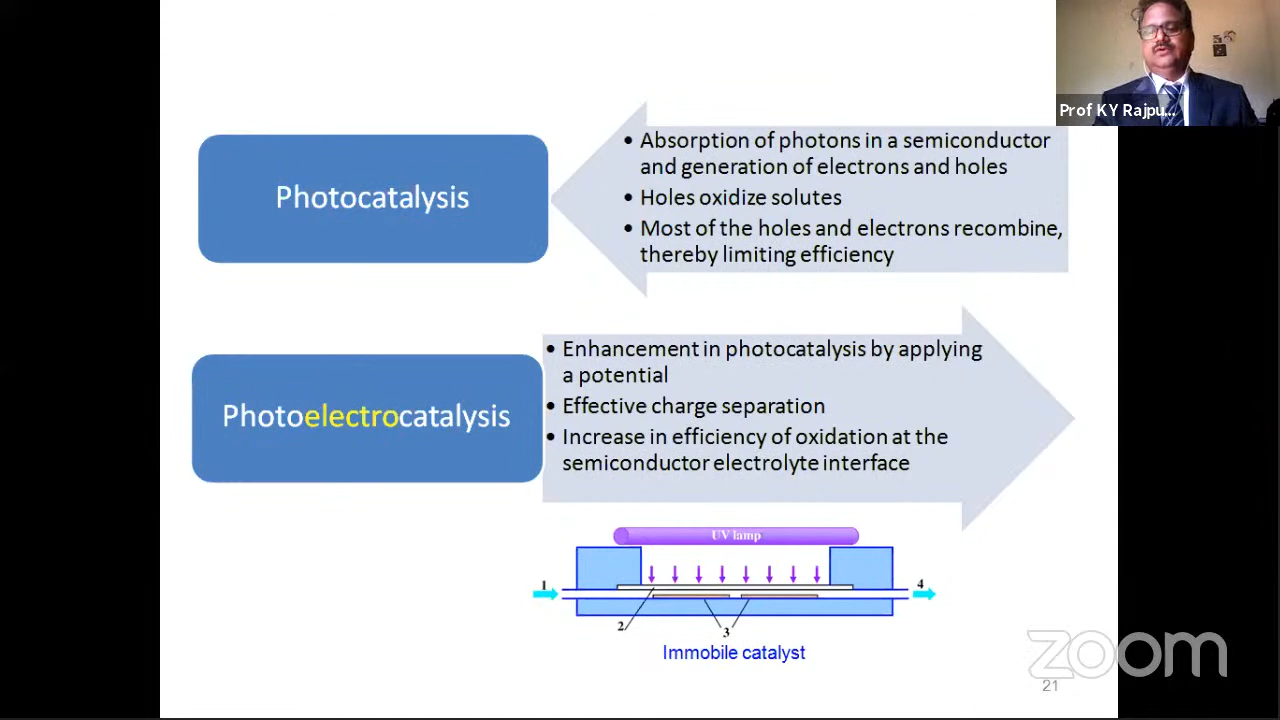 Prof K Y Rajpu...
Photocatalysis
• Absorption of photons in a semiconductor
and generation of electrons and holes
• Holes oxidize solutes
• Most of the holes and electrons recombine,
thereby limiting efficiency
Photoelectrocatalysis
• Enhancement in photocatalysis by applying
a potential
• Effective charge separation
• Increase in efficiency of oxidation at the
semiconductor electrolyte interface
UV lamp
1
4
2
3
Immobile catalyst
zoom
21